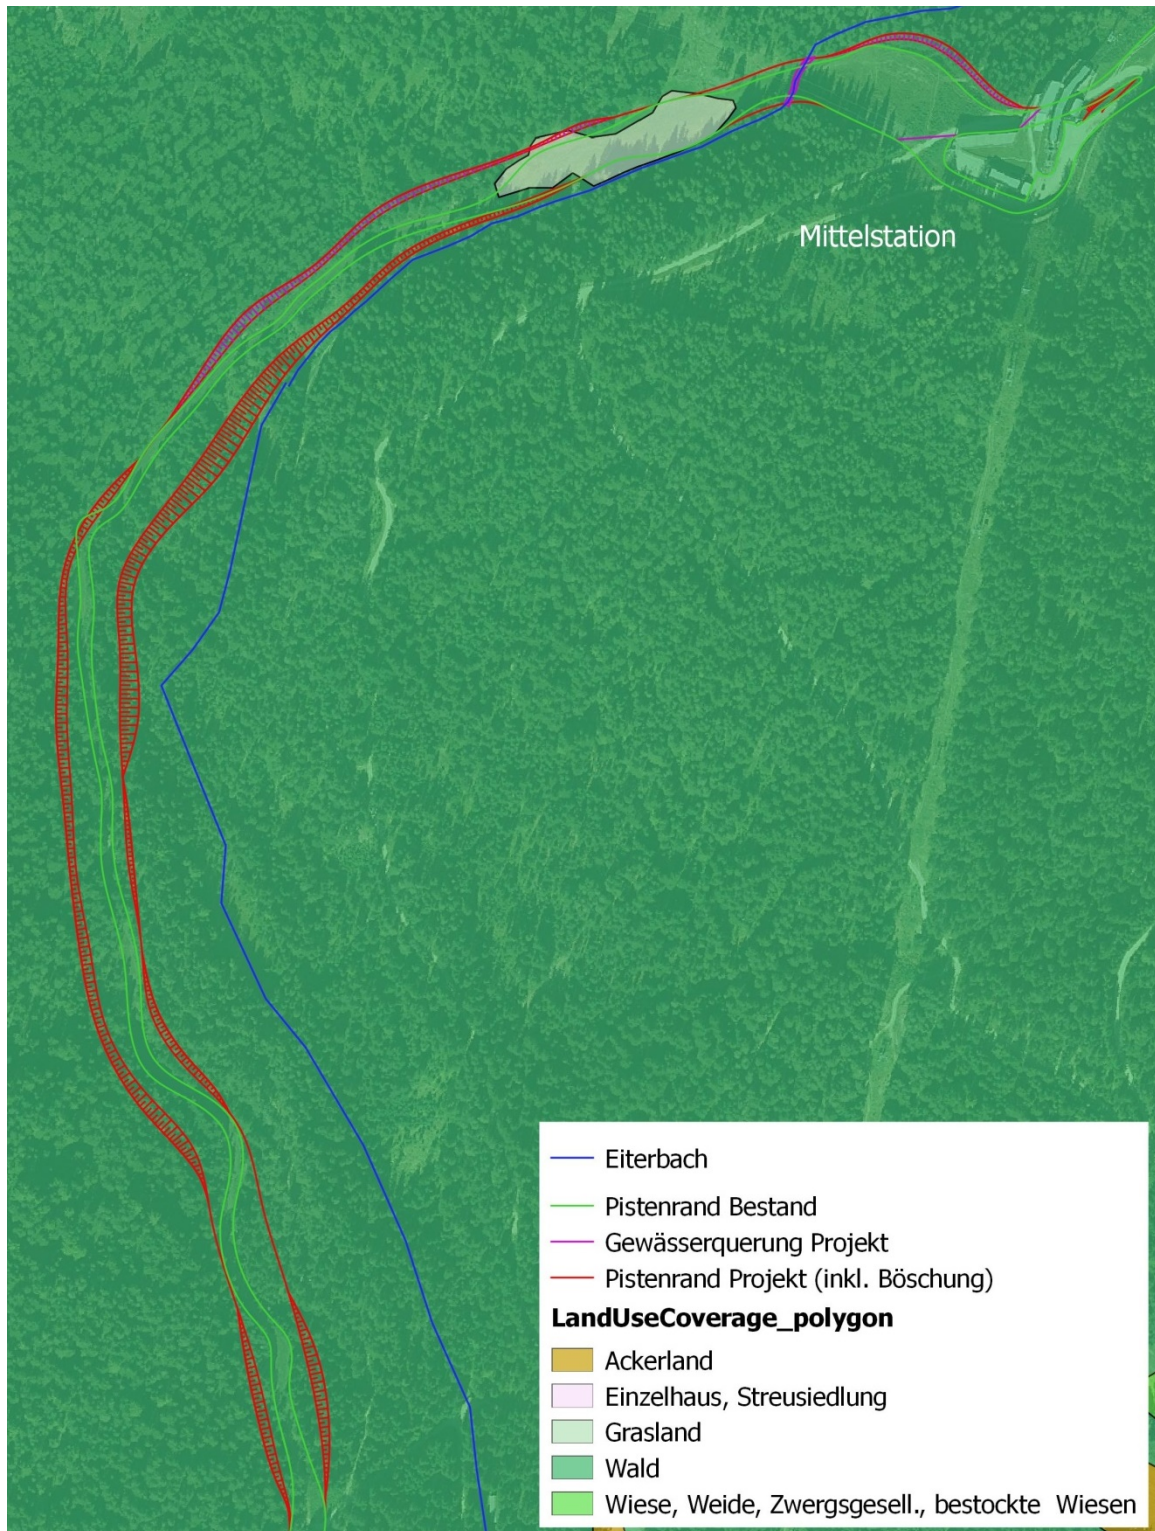 Mittelstation
Eiterbach
Pistenrand Bestand
Gewässerquerung Projekt
Pistenrand Projekt (inkl. Böschung)
LandUseCoverage_polygon
Ackerland
Einzelhaus, Streusiedlung
Grasland
Wald
Wiese, Weide, Zwergsgesell., bestockte Wiesen